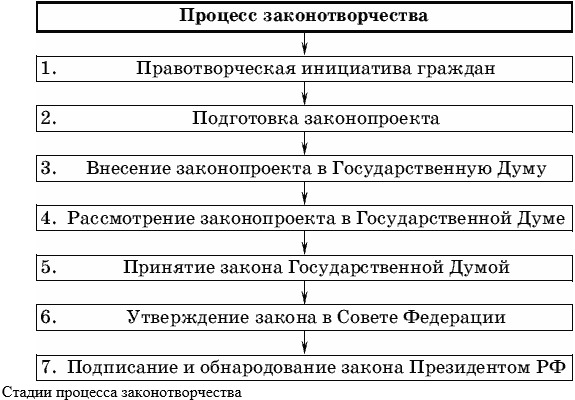 Процесс законотворчества
1. Правотворческая инициатива граждан
2. Подготовка законопроекта
3. Внесение законопроекта в Государственную Думу
4. Рассмотрение законопроекта в Государственной Думе
5. Принятие закона Государственной Думой
6. Утверждение закона в Совете Федерации
7. Подписание и обнародование закона Президентом РФ
Стадии процесса законотворчества